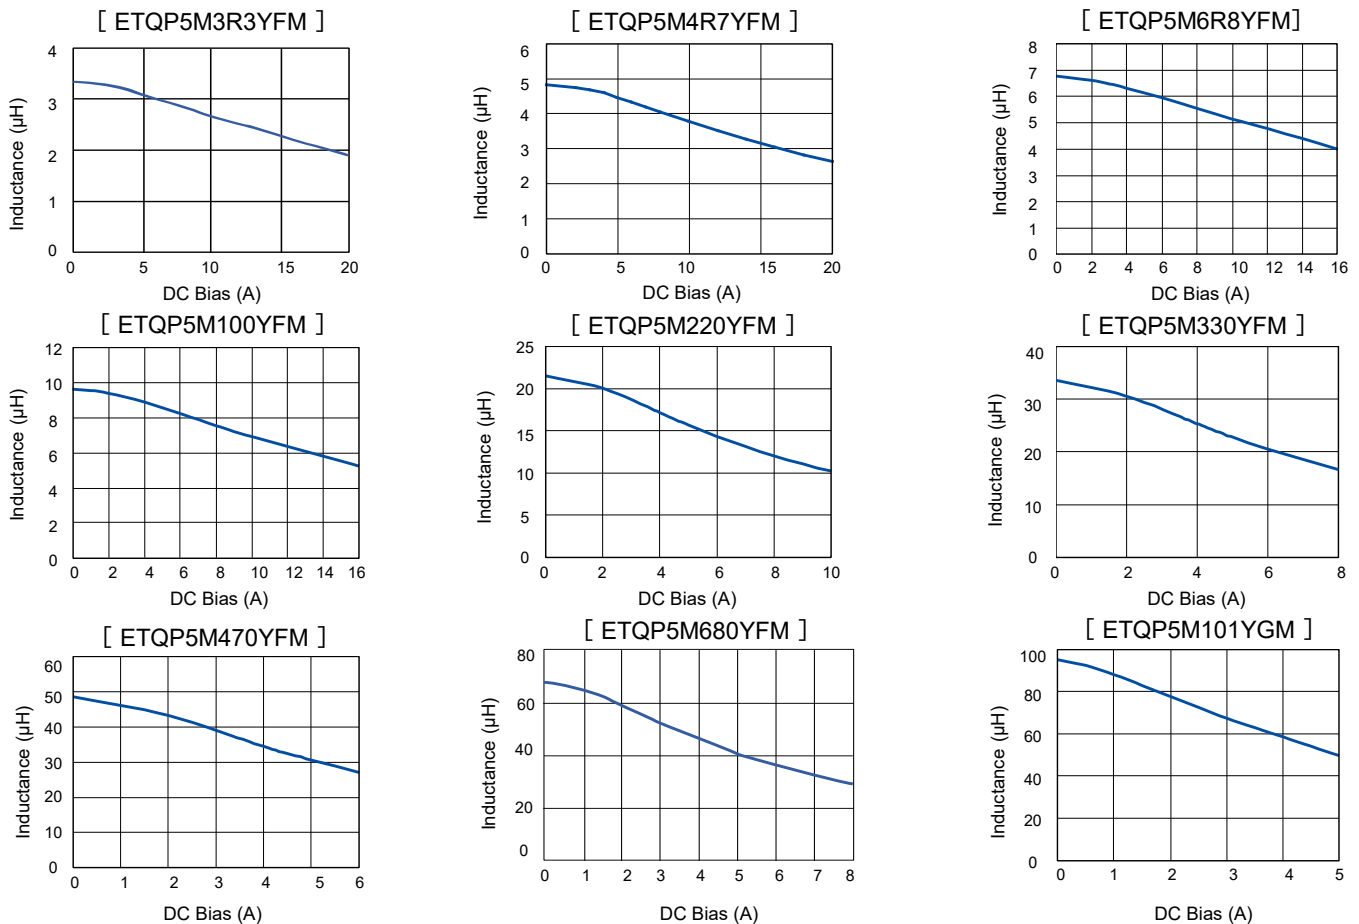 [ ETQP5M3R3YFM ]
Inductance (µH)
4
3
2
1
0
0 5 10 15 20
DC Bias (A)
[ ETQP5M4R7YFM ]
Inductance (µH)
6
5
4
3
2
1
0
0 5 10 15 20
DC Bias (A)
[ ETQP5M6R8YFM]
Inductance (µH)
8
7
6
5
4
3
2
1
0
0 2 4 6 8 10 12 14 16
DC Bias (A)
[ ETQP5M100YFM ]
Inductance (µH)
12
10
8
6
4
2
0
0 2 4 6 8 10 12 14 16
DC Bias (A)
[ ETQP5M220YFM ]
Inductance (µH)
25
20
15
10
5
0
0 2 4 6 8 10
DC Bias (A)
[ ETQP5M330YFM ]
Inductance (µH)
40
30
20
10
0
0 2 4 6 8
DC Bias (A)
[ ETQP5M470YFM ]
Inductance (µH)
60
50
40
30
20
10
0
0 1 2 3 4 5 6
DC Bias (A)
[ ETQP5M680YFM ]
Inductance (µH)
80
60
40
20
0
0 1 2 3 4 5 6 7 8
DC Bias (A)
[ ETQP5M101YGM ]
Inductance (µH)
100
80
60
40
20
0
0 1 2 3 4 5
DC Bias (A)